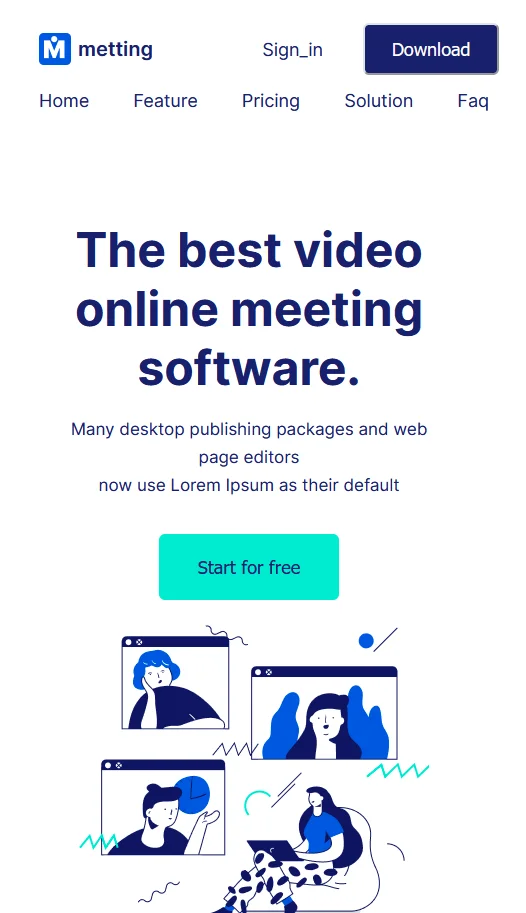 metting
Sign_in
Download
Home Feature Pricing Solution Faq
The best video
online meeting
software.
Many desktop publishing packages and web
page editors
now use Lorem Ipsum as their default
Start for free